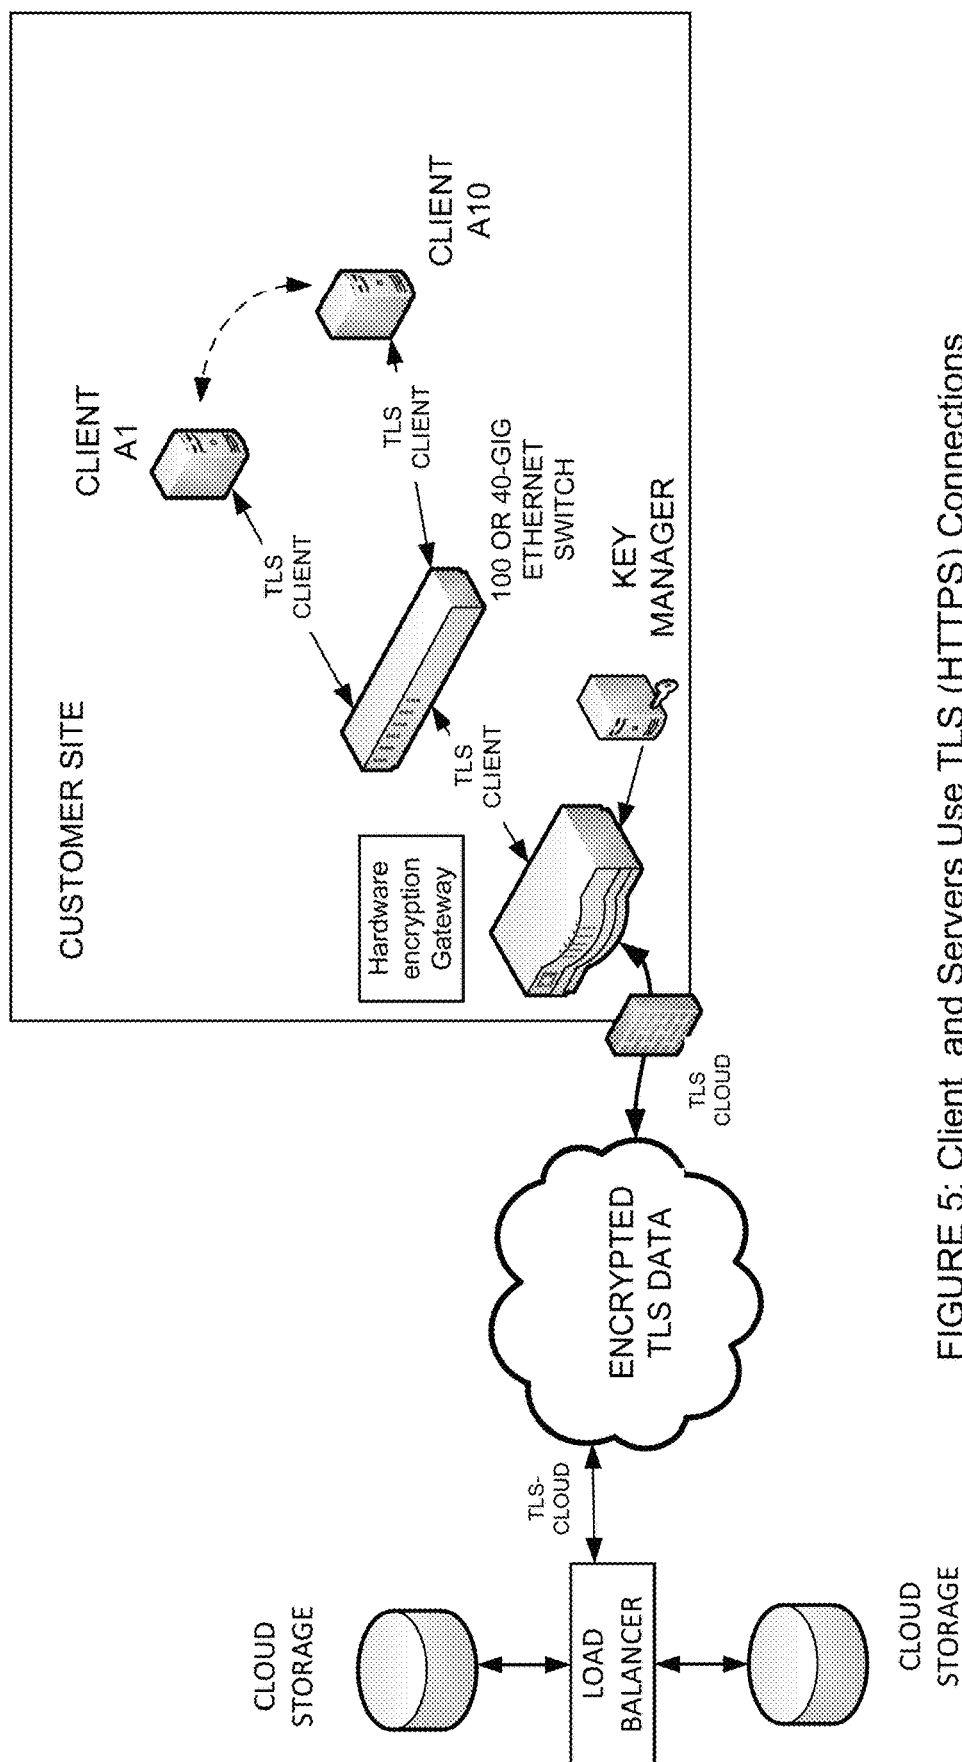 CUSTOMER SITE
CLIENT
A1
CLIENT
A10
TLS
CLIENT
TLS
CLIENT
100 OR 40-GIG
ETHERNET
SWITCH
TLS
CLIENT
Hardware
encryption
Gateway
KEY
MANAGER
TLS
CLOUD
ENCRYPTED
TLS DATA
TLS-
CLOUD
CLOUD
STORAGE
LOAD
BALANCER
CLOUD
STORAGE
FIGURE 5: Client and Servers Use TLS (HTTPS) Connections